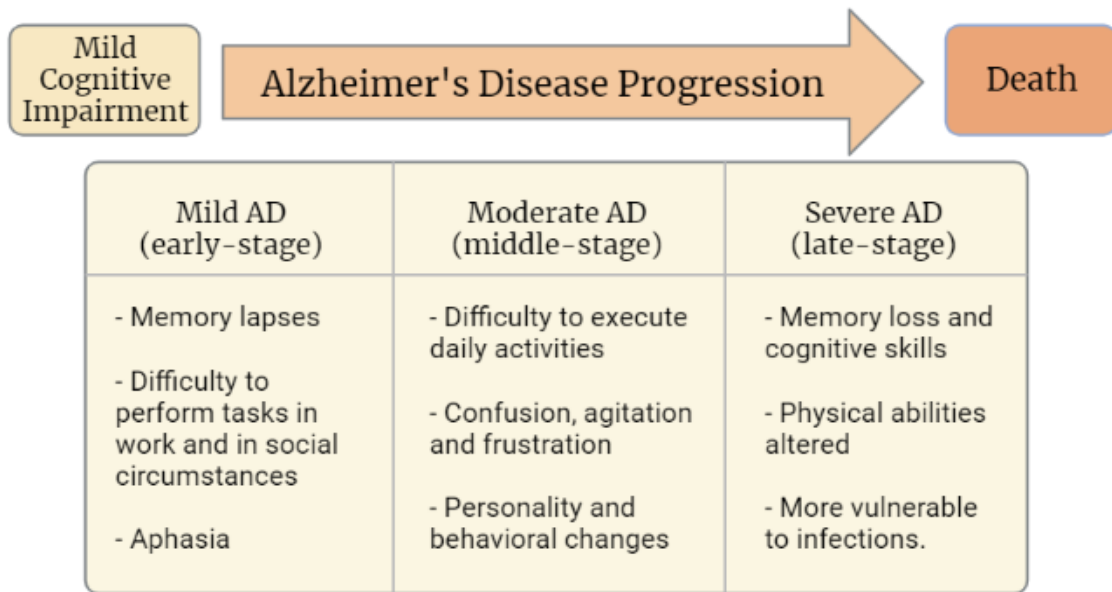 Mild
Cognitive
Impairment
Alzheimer's Disease Progression
Death
Mild AD
(early-stage)
- Memory lapses
- Difficulty to
perform tasks in
work and in social
circumstances
- Aphasia
Moderate AD
(middle-stage)
- Difficulty to execute
daily activities
- Confusion, agitation
and frustration
- Personality and
behavioral changes
Severe AD
(late-stage)
- Memory loss and
cognitive skills
- Physical abilities
altered
- More vulnerable
to infections.